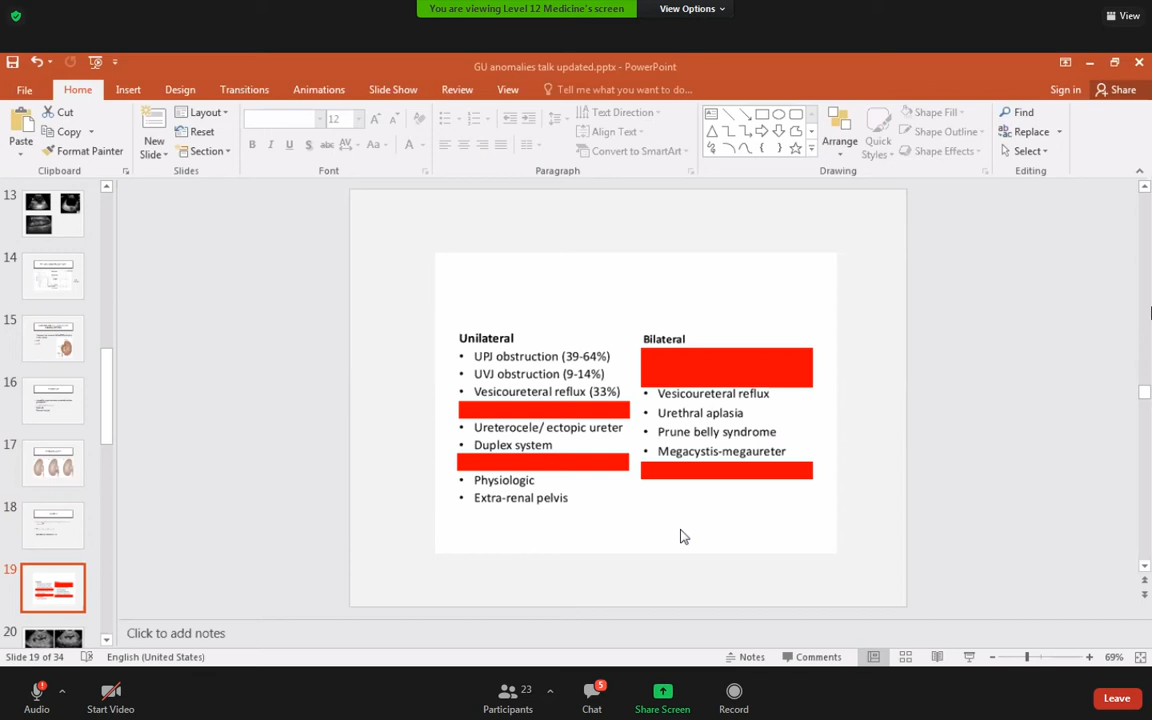 You are viewing Level 12 Medicine's screen
View Options
View
GU anomalies talk updated.pptx - PowerPoint
File
Home
Insert
Design
Transitions
Animations
Slide Show
Review
View
Tell me what you want to do...
Sign in
Share
Paste
Cut
Copy
Format Painter
Clipboard
New
Slide
Layout
Reset
Section
Slides
12
B I U S abc AV Aa A
Font
Text Direction
Align Text
Convert to SmartArt
Paragraph
Arrange
Quick
Styles
Shape Fill
Shape Outline
Shape Effects
Drawing
Find
Replace
Select
Editing
13
14
15
16
17
18
19
20
Unilateral
• UPJ obstruction (39-64%)
• UVJ obstruction (9-14%)
• Vesicoureteral reflux (33%)
• Ureterocele/ ectopic ureter
• Duplex system
• Physiologic
• Extra-renal pelvis
Bilateral
• Vesicoureteral reflux
• Urethral aplasia
• Prune belly syndrome
• Megacystis-megaureter
Click to add notes
Slide 19 of 34
English (United States)
Notes
Comments
69%
Audio
Start Video
23
Participants
5
Chat
Share Screen
Record
Leave